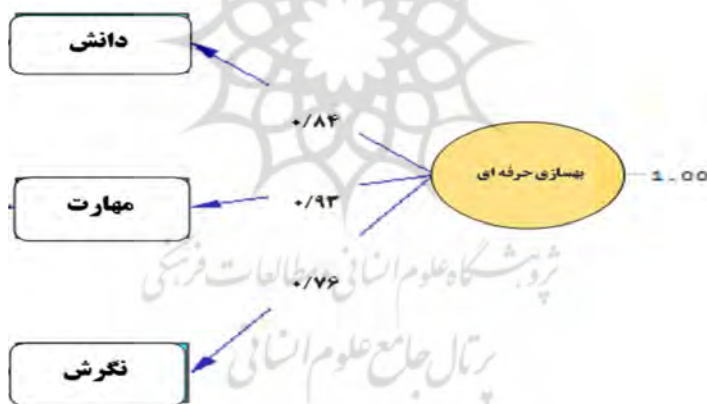 دانش
۰/۸۴
بهسازی حرفه ای
1.00
مهارت
۰/۹۳
پژوهشگاه علوم انسانی و مطالعات فرهنگی
۰/۷۶
پرتال جامع علوم انسانی
نگرش